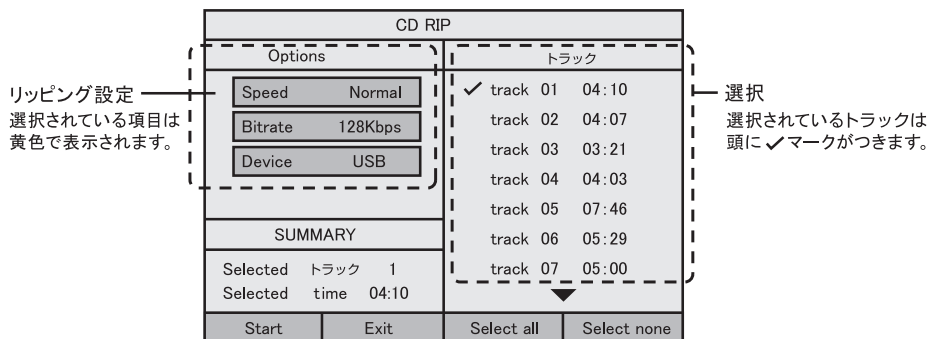 CD RIP
Options
Speed Normal
Bitrate 128Kbps
Device USB
SUMMARY
Selected トラック 1
Selected time 04:10
トラック
✓ track 01 04:10
track 02 04:07
track 03 03:21
track 04 04:03
track 05 07:46
track 06 05:29
track 07 05:00
Start Exit Select all Select none
リッピング設定
選択されている項目は
黄色で表示されます。
選択
選択されているトラックは
頭に✓マークがつきます。